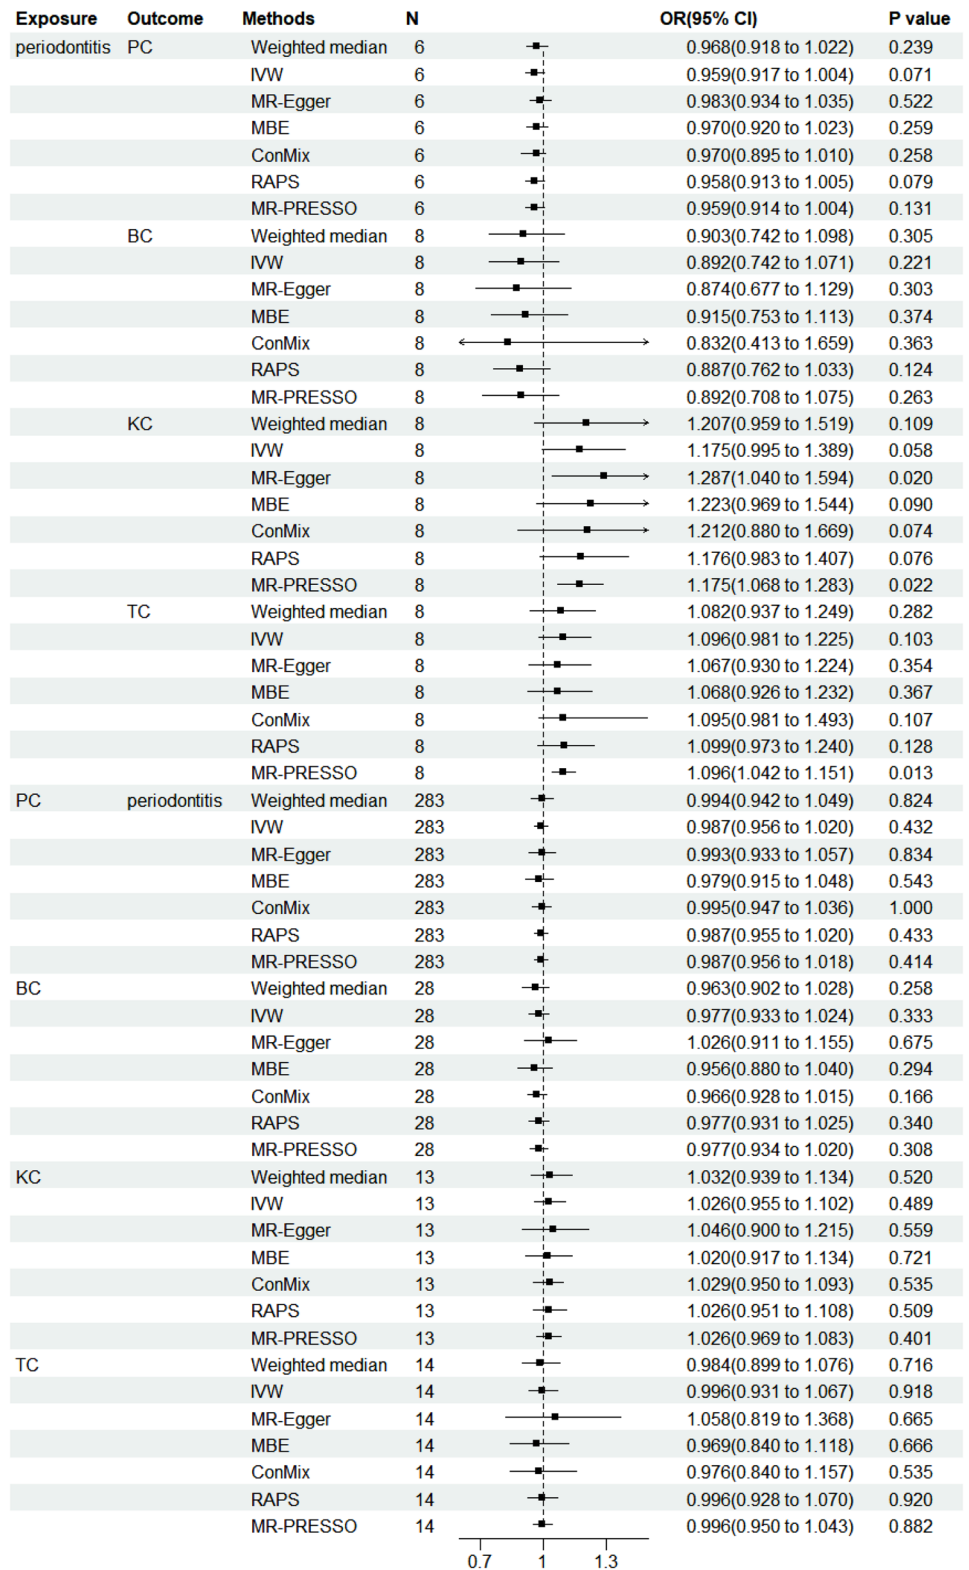 Exposure Outcome Methods N OR(95% CI) P value
periodontitis PC Weighted median 6 0.968(0.918 to 1.022) 0.239
IVW 6 0.959(0.917 to 1.004) 0.071
MR-Egger 6 0.983(0.934 to 1.035) 0.522
MBE 6 0.970(0.920 to 1.023) 0.259
ConMix 6 0.970(0.895 to 1.010) 0.258
RAPS 6 0.958(0.913 to 1.005) 0.079
MR-PRESSO 6 0.959(0.914 to 1.004) 0.131
BC Weighted median 8 0.903(0.742 to 1.098) 0.305
IVW 8 0.892(0.742 to 1.071) 0.221
MR-Egger 8 0.874(0.677 to 1.129) 0.303
MBE 8 0.915(0.753 to 1.113) 0.374
ConMix 8 0.832(0.413 to 1.659) 0.363
RAPS 8 0.887(0.762 to 1.033) 0.124
MR-PRESSO 8 0.892(0.708 to 1.075) 0.263
KC Weighted median 8 1.207(0.959 to 1.519) 0.109
IVW 8 1.175(0.995 to 1.389) 0.058
MR-Egger 8 1.287(1.040 to 1.594) 0.020
MBE 8 1.223(0.969 to 1.544) 0.090
ConMix 8 1.212(0.880 to 1.669) 0.074
RAPS 8 1.176(0.983 to 1.407) 0.076
MR-PRESSO 8 1.175(1.068 to 1.283) 0.022
TC Weighted median 8 1.082(0.937 to 1.249) 0.282
IVW 8 1.096(0.981 to 1.225) 0.103
MR-Egger 8 1.067(0.930 to 1.224) 0.354
MBE 8 1.068(0.926 to 1.232) 0.367
ConMix 8 1.095(0.981 to 1.493) 0.107
RAPS 8 1.099(0.973 to 1.240) 0.128
MR-PRESSO 8 1.096(1.042 to 1.151) 0.013
PC periodontitis Weighted median 283 0.994(0.942 to 1.049) 0.824
IVW 283 0.987(0.956 to 1.020) 0.432
MR-Egger 283 0.993(0.933 to 1.057) 0.834
MBE 283 0.979(0.915 to 1.048) 0.543
ConMix 283 0.995(0.947 to 1.036) 1.000
RAPS 283 0.987(0.955 to 1.020) 0.433
MR-PRESSO 283 0.987(0.956 to 1.018) 0.414
BC Weighted median 28 0.963(0.902 to 1.028) 0.258
IVW 28 0.977(0.933 to 1.024) 0.333
MR-Egger 28 1.026(0.911 to 1.155) 0.675
MBE 28 0.956(0.880 to 1.040) 0.294
ConMix 28 0.966(0.928 to 1.015) 0.166
RAPS 28 0.977(0.931 to 1.025) 0.340
MR-PRESSO 28 0.977(0.934 to 1.020) 0.308
KC Weighted median 13 1.032(0.939 to 1.134) 0.520
IVW 13 1.026(0.955 to 1.102) 0.489
MR-Egger 13 1.046(0.900 to 1.215) 0.559
MBE 13 1.020(0.917 to 1.134) 0.721
ConMix 13 1.029(0.950 to 1.093) 0.535
RAPS 13 1.026(0.951 to 1.108) 0.509
MR-PRESSO 13 1.026(0.969 to 1.083) 0.401
TC Weighted median 14 0.984(0.899 to 1.076) 0.716
IVW 14 0.996(0.931 to 1.067) 0.918
MR-Egger 14 1.058(0.819 to 1.368) 0.665
MBE 14 0.969(0.840 to 1.118) 0.666
ConMix 14 0.976(0.840 to 1.157) 0.535
RAPS 14 0.996(0.928 to 1.070) 0.920
MR-PRESSO 14 0.996(0.950 to 1.043) 0.882
0.7 1 1.3